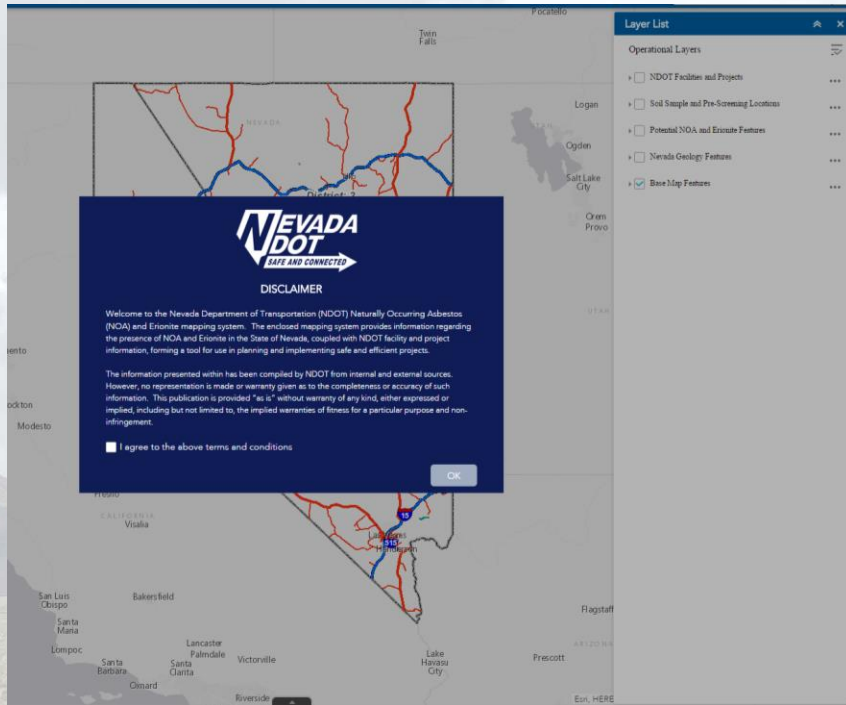 Pocatello
Twin
Falls
Layer List
Operational Layers
NDOT Facilities and Projects
Soil Sample and Pre-Screening Locations
Potential NOA and Erionite Features
Nevada Geology Features
Base Map Features
Logan
NEVADA
Ogden
Salt Lake
City
Orem
Provo
UTAH
NEVADA
DOT
SAFE AND CONNECTED
DISCLAIMER
Welcome to the Nevada Department of Transportation (NDOT) Naturally Occurring Asbestos
(NOA) and Erionite mapping system. The enclosed mapping system provides information regarding
the presence of NOA and Erionite in the State of Nevada, coupled with NDOT facility and project
information, forming a tool for use in planning and implementing safe and efficient projects.
The information presented within has been compiled by NDOT from internal and external sources.
However, no representation is made or warranty given as to the completeness or accuracy of such
information. This publication is provided "as is" without warranty of any kind, either expressed or
implied, including but not limited to, the implied warranties of fitness for a particular purpose and non-
infringement.
I agree to the above terms and conditions
OK
ento
ockton
Modesto
Fresno
CALIFORNIA
Visalia
15
Las Vegas
515
Henderson
San Luis
Obispo
Bakersfield
Flagstaff
Santa
Maria
Lompoc
Lancaster
Palmdale
Victorville
Santa
Barbara
Santa
Clarita
Oxnard
Riverside
Lake
Havasu
City
Prescott
ARIZONA
Esri, HERE